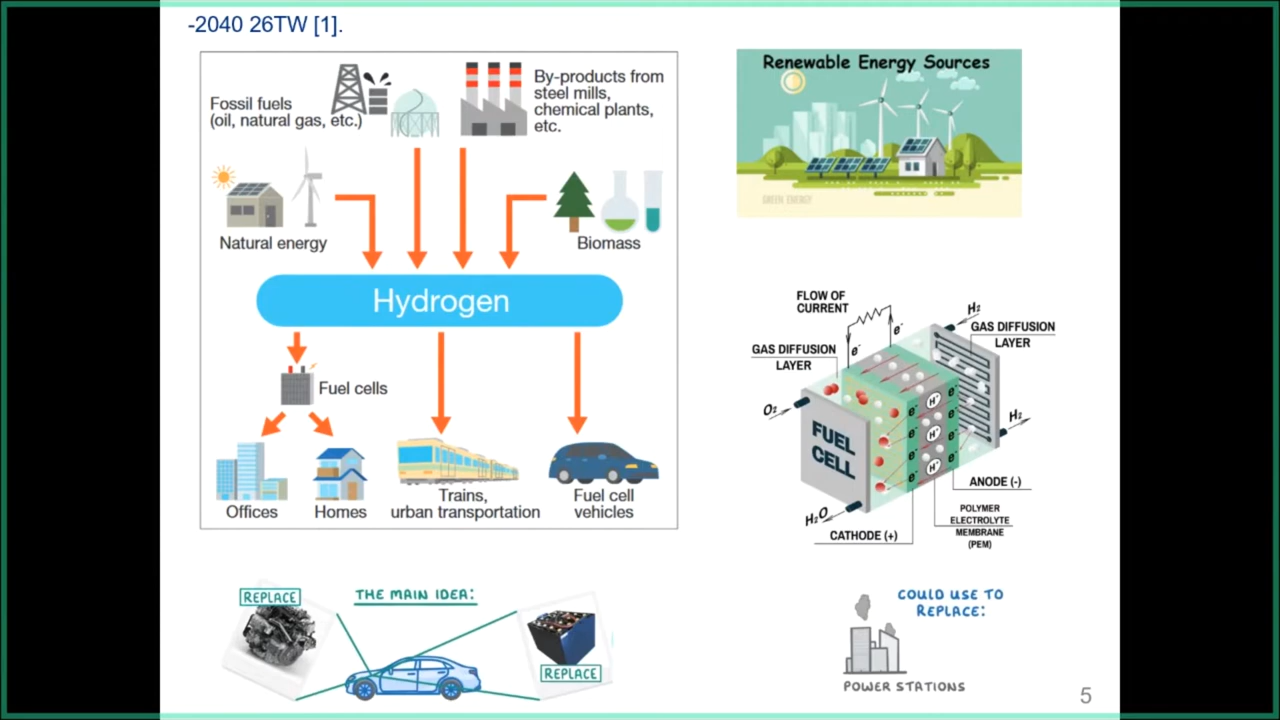 -2040 26TW [1].
Fossil fuels
(oil, natural gas, etc.)
By-products from
steel mills,
chemical plants,
etc.
Natural energy
Biomass
Hydrogen
Fuel cells
Offices
Homes
Trains,
urban transportation
Fuel cell
vehicles
Renewable Energy Sources
GREEN ENERGY
FLOW OF
CURRENT
e-
e-
H2
GAS DIFFUSION
LAYER
GAS DIFFUSION
LAYER
O2
FUEL
CELL
e-
H+
e-
e-
H+
e-
e-
H+
e-
H2
H2O
ANODE (-)
CATHODE (+)
POLYMER
ELECTROLYTE
MEMBRANE
(PEM)
REPLACE
THE MAIN IDEA:
REPLACE
COULD USE TO
REPLACE:
POWER STATIONS
5